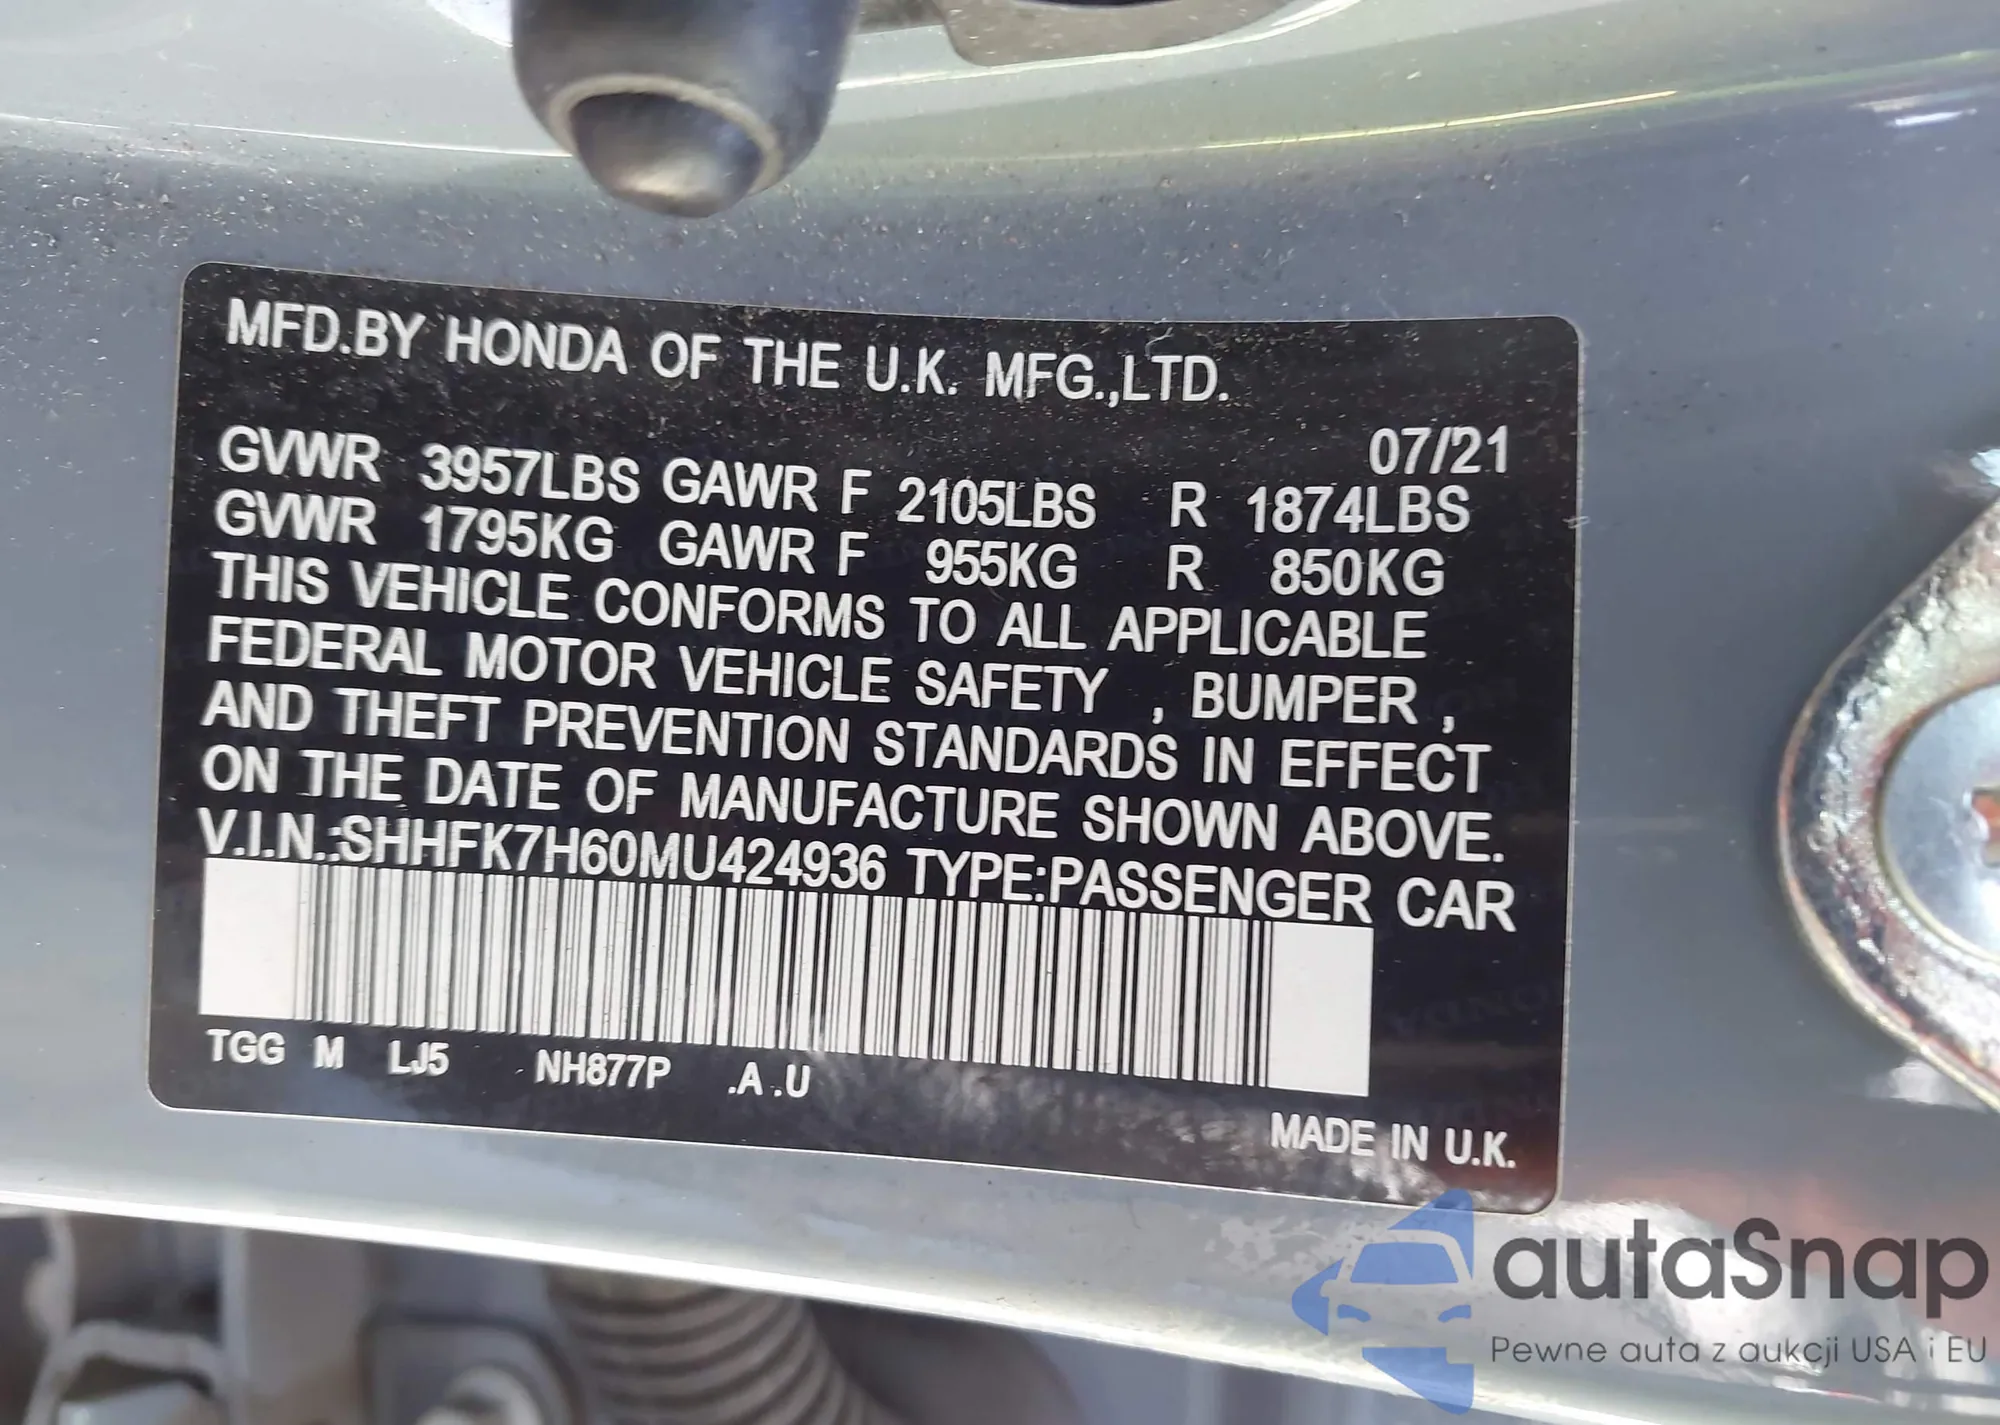 MFD.BY HONDA OF THE U.K. MFG.,LTD.
07/21
GVWR 3957LBS GAWR F 2105LBS R 1874LBS
GVWR 1795KG GAWR F 955KG R 850KG
THIS VEHICLE CONFORMS TO ALL APPLICABLE
FEDERAL MOTOR VEHICLE SAFETY , BUMPER ,
AND THEFT PREVENTION STANDARDS IN EFFECT
ON THE DATE OF MANUFACTURE SHOWN ABOVE.
V.I.N.:SHHFK7H60MU424936 TYPE:PASSENGER CAR
TGG M LJ5 NH877P .A .U
MADE IN U.K.
autaSnap
Pewne auta z aukcji USA i EU